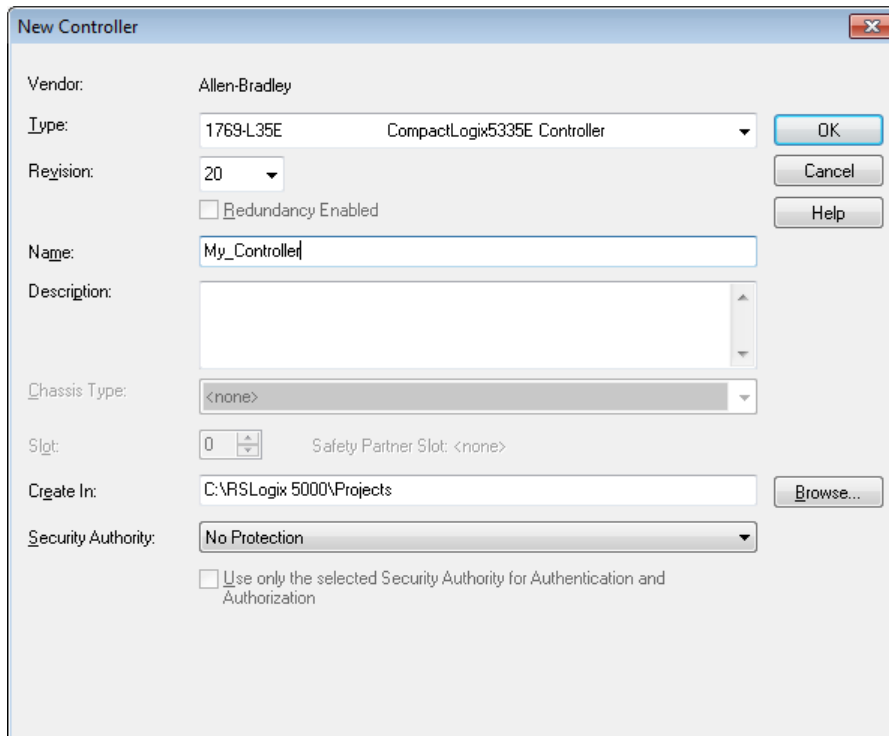 New Controller
Vendor: Allen-Bradley
Type: 1769-L35E CompactLogix5335E Controller OK
Revision: 20 Cancel
Redundancy Enabled Help
Name: My_Controller
Description:
Chassis Type: <none>
Slot: 0 Safety Partner Slot: <none>
Create In: C:\RSLogix 5000\Projects Browse...
Security Authority: No Protection
Use only the selected Security Authority for Authentication and
Authorization